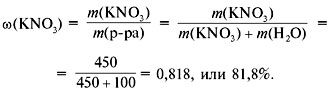 ω(KNO₃) = m(KNO₃) / m(р-ра) = m(KNO₃) / m(KNO₃) + m(H₂O) =
= 450 / 450 + 100 = 0,818, или 81,8%.